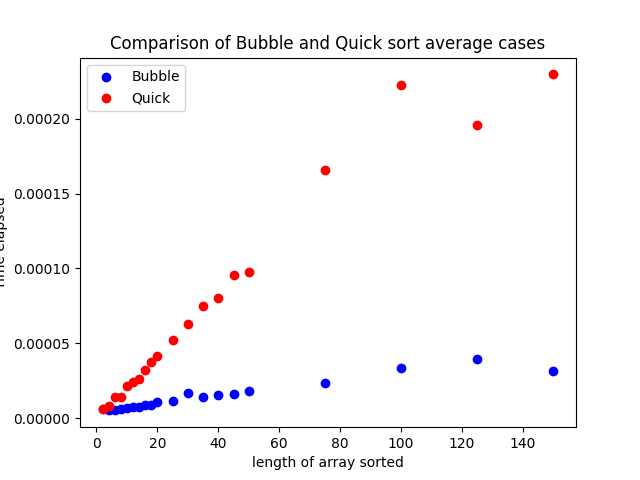 Comparison of Bubble and Quick sort average cases
Bubble
Quick
0.00020
0.00015
0.00010
0.00005
0.00000
0 20 40 60 80 100 120 140
length of array sorted
elapsed